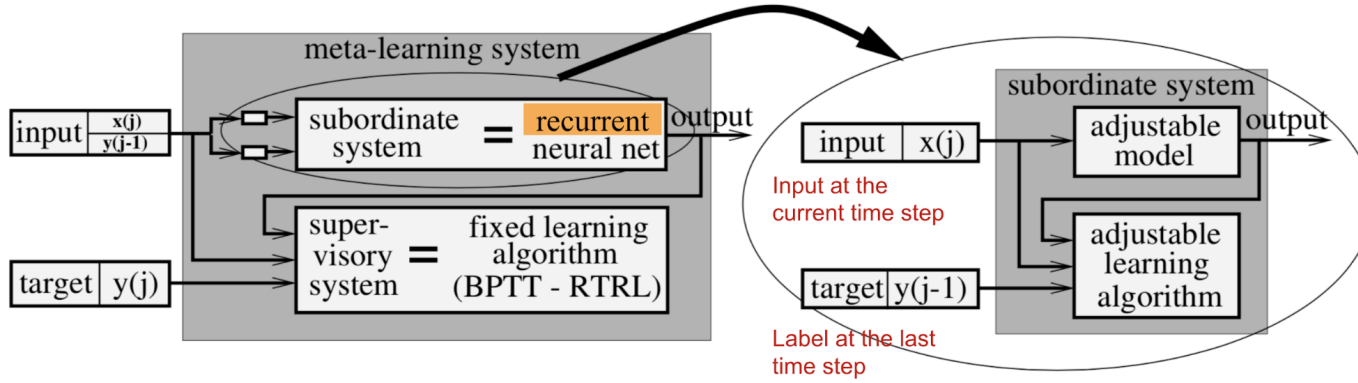 meta-learning system
input
x(j)
y(j-1)
subordinate
system
=
recurrent
neural net
output
super-
visory
system
=
fixed learning
algorithm
(BPTT - RTRL)
target
y(j)
subordinate system
input
x(j)
Input at the
current time step
adjustable
model
output
adjustable
learning
algorithm
target
y(j-1)
Label at the last
time step